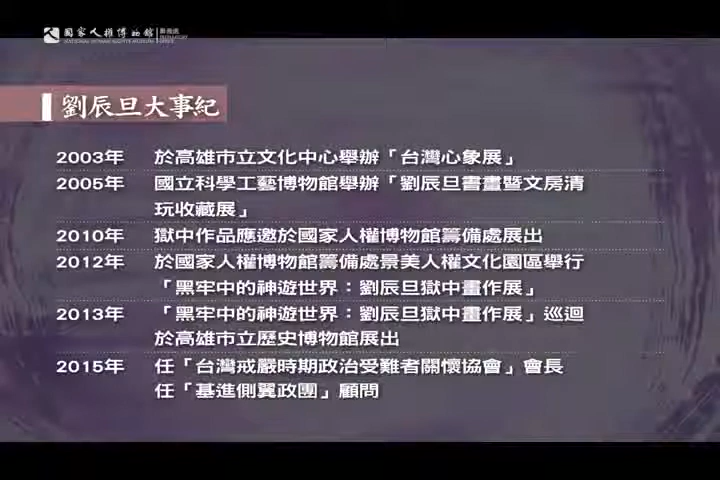 國家人權博物館
NATIONAL HUMAN RIGHTS MUSEUM
劉辰旦大事紀
2003年 於高雄市立文化中心舉辦「台灣心象展」
2005年 國立科學工藝博物館舉辦「劉辰旦書畫暨文房清
玩收藏展」
2010年 獄中作品應邀於國家人權博物館籌備處展出
2012年 於國家人權博物館籌備處景美人權文化園區舉行
「黑牢中的神遊世界：劉辰旦獄中畫作展」
2013年 「黑牢中的神遊世界：劉辰旦獄中畫作展」巡迴
於高雄市立歷史博物館展出
2015年 任「台灣戒嚴時期政治受難者關懷協會」會長
任「基進側翼政團」顧問